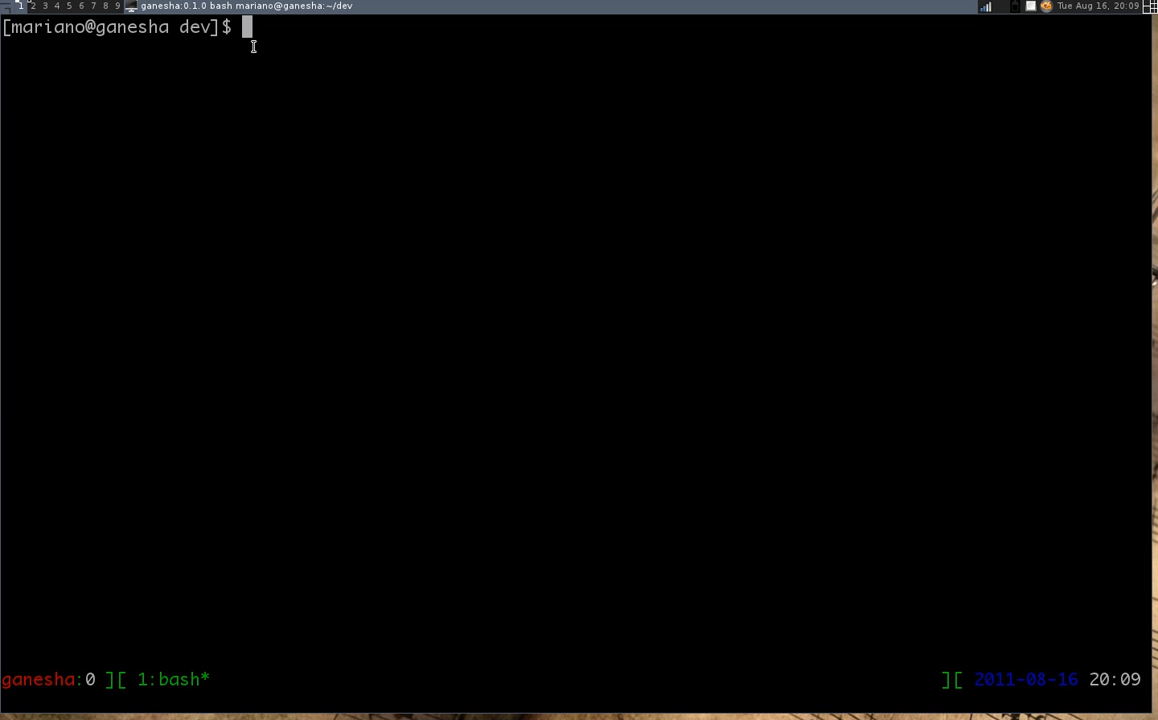 1 2 3 4 5 6 7 8 9 ganesha:0.1.0 bash mariano@ganesha:~/dev Tue Aug 16, 20:09
[mariano@ganesha dev]$
ganesha:0 ][ 1:bash* ][ 2011-08-16 20:09